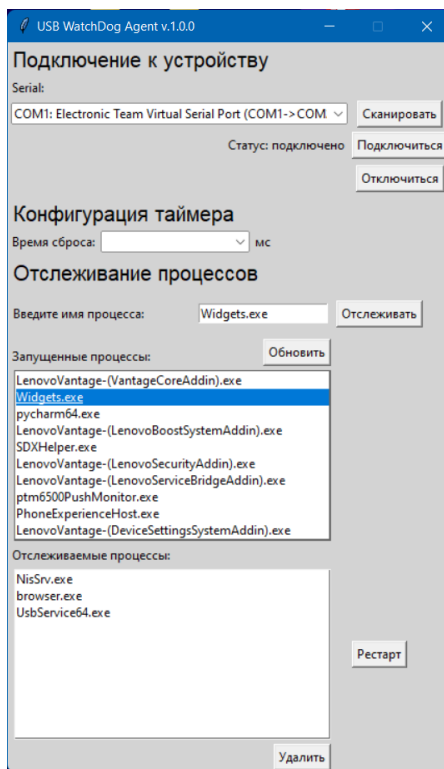 USB WatchDog Agent v.1.0.0
Подключение к устройству
Serial:
COM1: Electronic Team Virtual Serial Port (COM1->COM Сканировать
Статус: подключено Подключиться
Отключиться
Конфигурация таймера
Время сброса: мс
Отслеживание процессов
Введите имя процесса: Widgets.exe Отслеживать
Запущенные процессы: Обновить
LenovoVantage-(VantageCoreAddin).exe
Widgets.exe
pycharm64.exe
LenovoVantage-(LenovoBoostSystemAddin).exe
SDXHelper.exe
LenovoVantage-(LenovoSecurityAddin).exe
LenovoVantage-(LenovoServiceBridgeAddin).exe
ptm6500PushMonitor.exe
PhoneExperienceHost.exe
LenovoVantage-(DeviceSettingsSystemAddin).exe
Отслеживаемые процессы:
NisSrv.exe
browser.exe
UsbService64.exe
Рестарт
Удалить